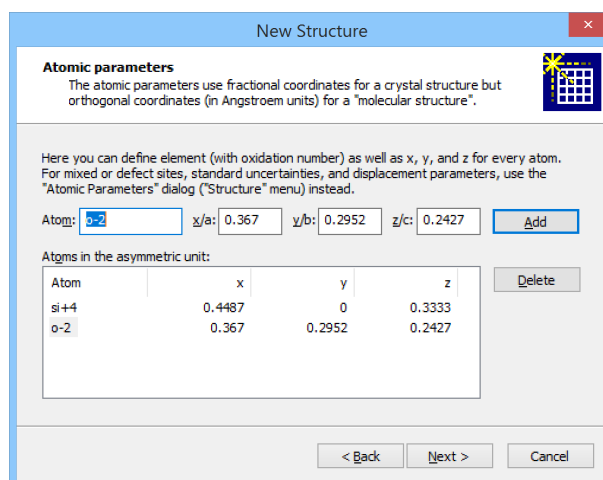 New Structure
Atomic parameters
The atomic parameters use fractional coordinates for a crystal structure but
orthogonal coordinates (in Angstroem units) for a "molecular structure".
Here you can define element (with oxidation number) as well as x, y, and z for every atom.
For mixed or defect sites, standard uncertainties, and displacement parameters, use the
"Atomic Parameters" dialog ("Structure" menu) instead.
Atom: o-2 x/a: 0.367 y/b: 0.2952 z/c: 0.2427 Add
Atoms in the asymmetric unit:
Atom x y z Delete
si+4 0.4487 0 0.3333
o-2 0.367 0.2952 0.2427
< Back Next > Cancel